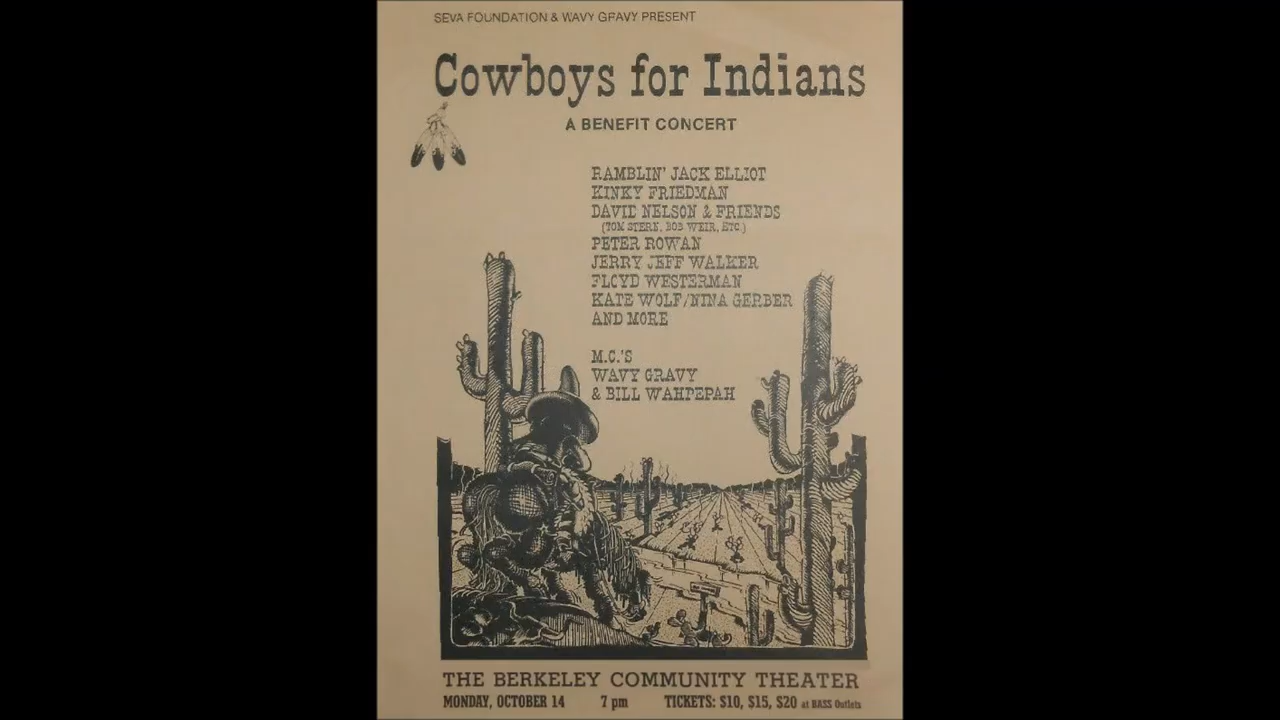 SEVA FOUNDATION & WAVY GRAVY PRESENT
Cowboys for Indians
A BENEFIT CONCERT
RAMBLIN' JACK ELLIOT
KINKY FRIEDMAN
DAVID NELSON & FRIENDS
(TOM STERN, BOB WEIR, ETC.)
PETER ROWAN
JERRY JEFF WALKER
FLOYD WESTERMAN
KATE WOLF/NINA GERBER
AND MORE
M.C.'S
WAVY GRAVY
& BILL WAHPEPAH
THE BERKELEY COMMUNITY THEATER
MONDAY, OCTOBER 14 7 pm TICKETS: $10, $15, $20 at BASS Outlets